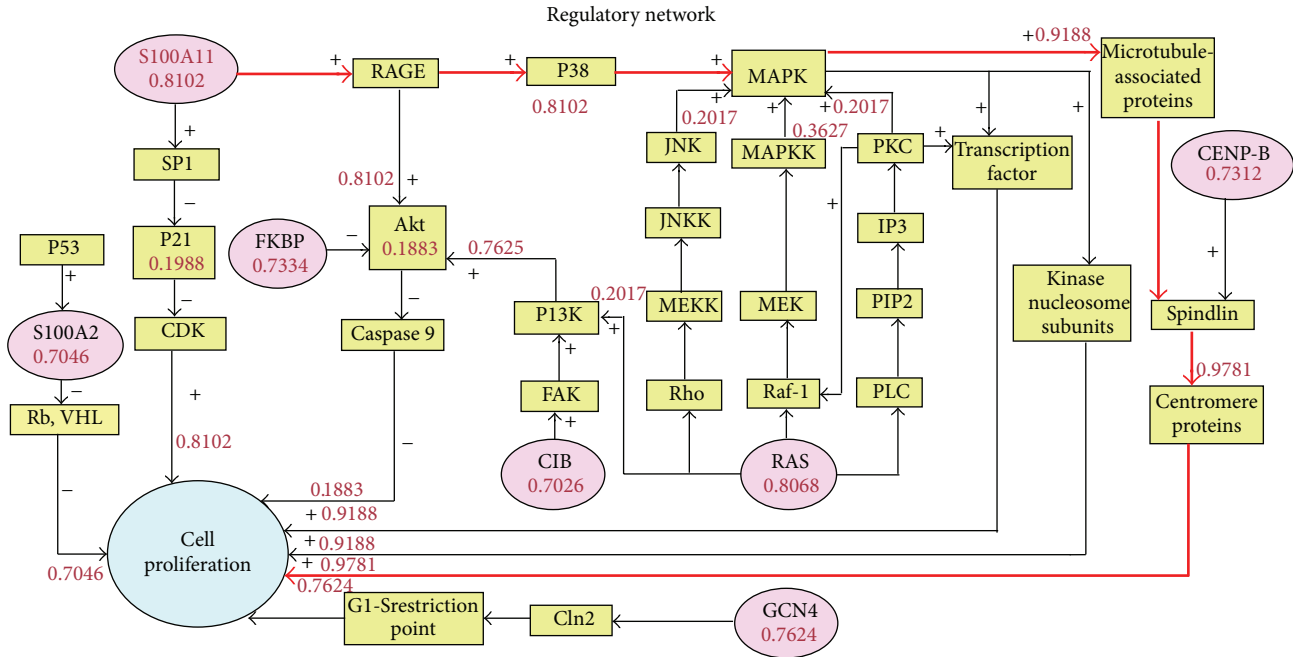 Regulatory network
S100A11
0.8102
+
RAGE
+
P38
0.8102
+
MAPK
+0.9188
Microtubule-
associated
proteins
+
SP1
−
P21
0.1988
−
CDK
+
0.8102
P53
+
S100A2
0.7046
−
Rb, VHL
−
0.7046
FKBP
0.7334
−
0.8102
+
Akt
0.1883
−
Caspase 9
−
0.1883
0.7625
+
P13K
+
FAK
+
CIB
0.7026
0.2017
+
+
0.2017
JNK
JNKK
MEKK
Rho
+
0.3627
MAPKK
MEK
Raf-1
RAS
0.8068
+0.2017
PKC
+
+
IP3
PIP2
PLC
+
Transcription
factor
+
Kinase
nucleosome
subunits
CENP-B
0.7312
+
Spindlin
0.9781
Centromere
proteins
Cell
proliferation
+ 0.9188
+ 0.9188
+ 0.9781
0.7624
G1-Srestriction
point
Cln2
GCN4
0.7624